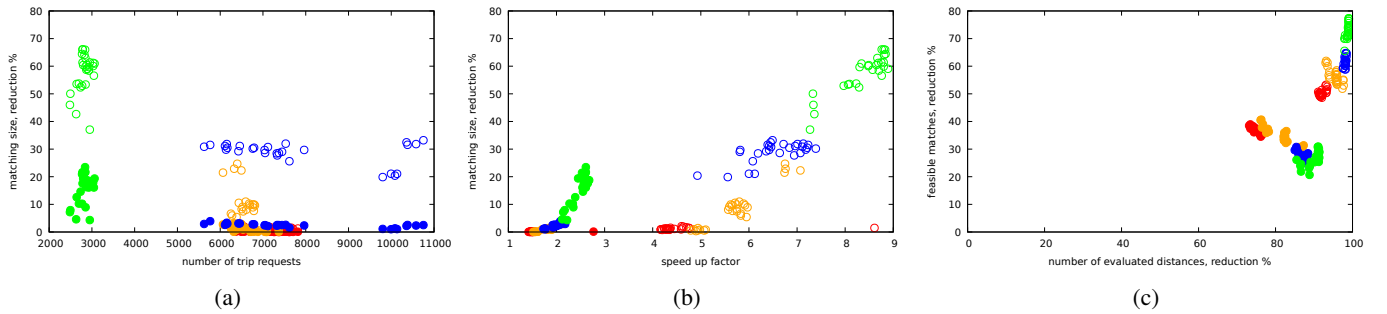 80
70
60
50
40
30
20
10
0
matching size, reduction %
2000 3000 4000 5000 6000 7000 8000 9000 10000 11000
number of trip requests
(a)
80
70
60
50
40
30
20
10
0
matching size, reduction %
1 2 3 4 5 6 7 8 9
speed up factor
(b)
80
70
60
50
40
30
20
10
0
feasible matches, reduction %
0 20 40 60 80 100
number of evaluated distances, reduction %
(c)